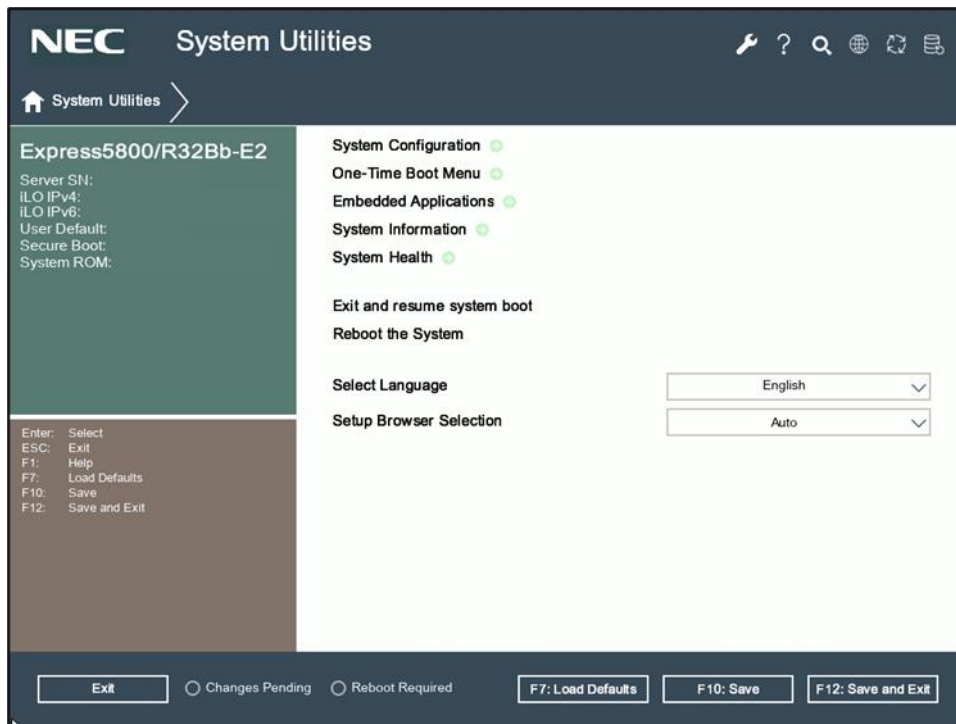 NEC System Utilities
System Utilities
Express5800/R32Bb-E2
Server SN:
iLO IPv4:
iLO IPv6:
User Default:
Secure Boot:
System ROM:
Enter: Select
ESC: Exit
F1: Help
F7: Load Defaults
F10: Save
F12: Save and Exit
System Configuration
One-Time Boot Menu
Embedded Applications
System Information
System Health
Exit and resume system boot
Reboot the System
Select Language English
Setup Browser Selection Auto
Exit Changes Pending Reboot Required F7: Load Defaults F10: Save F12: Save and Exit